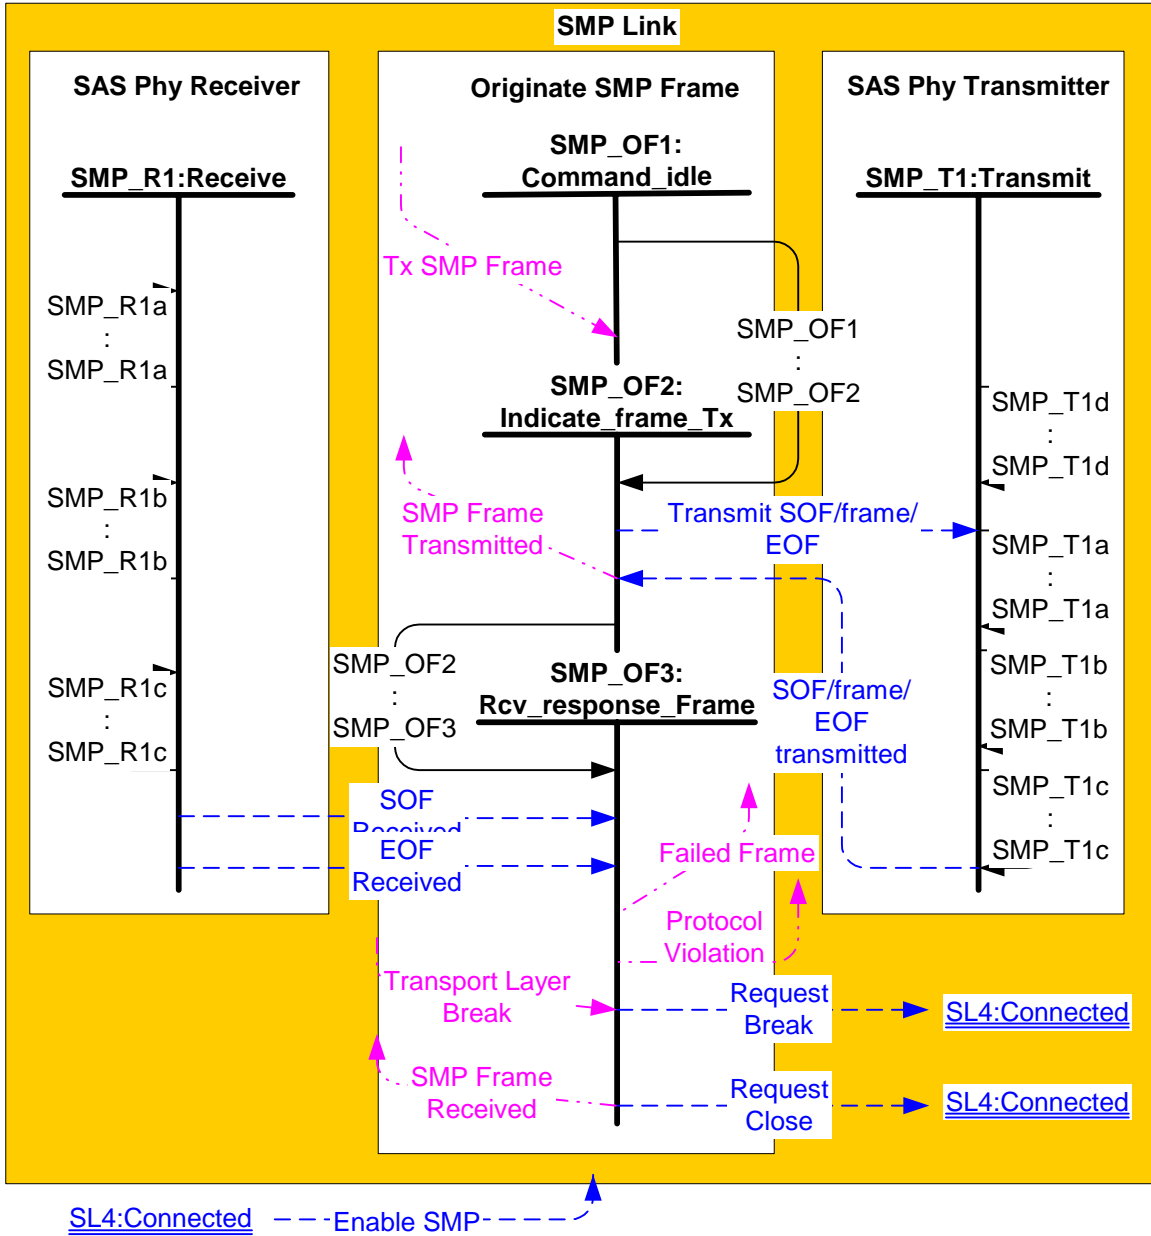 SMP Link
SAS Phy Receiver
SMP_R1:Receive
SMP_R1a
:
SMP_R1a
SMP_R1b
:
SMP_R1b
SMP_R1c
:
SMP_R1c
Originate SMP Frame
SMP_OF1:
Command_idle
Tx SMP Frame
SMP_OF1
:
SMP_OF2
SMP_OF2:
Indicate_frame_Tx
SMP Frame
Transmitted
Transmit SOF/frame/
EOF
SMP_OF2
:
SMP_OF3
SMP_OF3:
Rcv_response_Frame
SOF/frame/
EOF
transmitted
SOF
Received
EOF
Received
Failed Frame
Protocol
Violation
Transport Layer
Break
Request
Break
SL4:Connected
SMP Frame
Received
Request
Close
SL4:Connected
SAS Phy Transmitter
SMP_T1:Transmit
SMP_T1d
:
SMP_T1d
SMP_T1a
:
SMP_T1a
SMP_T1b
:
SMP_T1b
SMP_T1c
:
SMP_T1c
SL4:Connected
Enable SMP